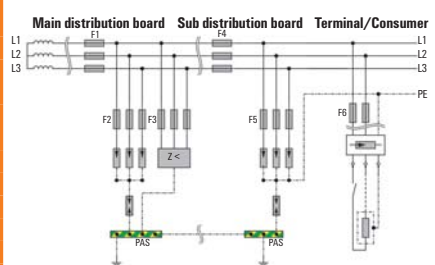 Main distribution board Sub distribution board Terminal/Consumer
F1 F4
L1 L1
L2 L2
L3 L3
PE
F2 F3 F5 F6
Z <
PAS PAS